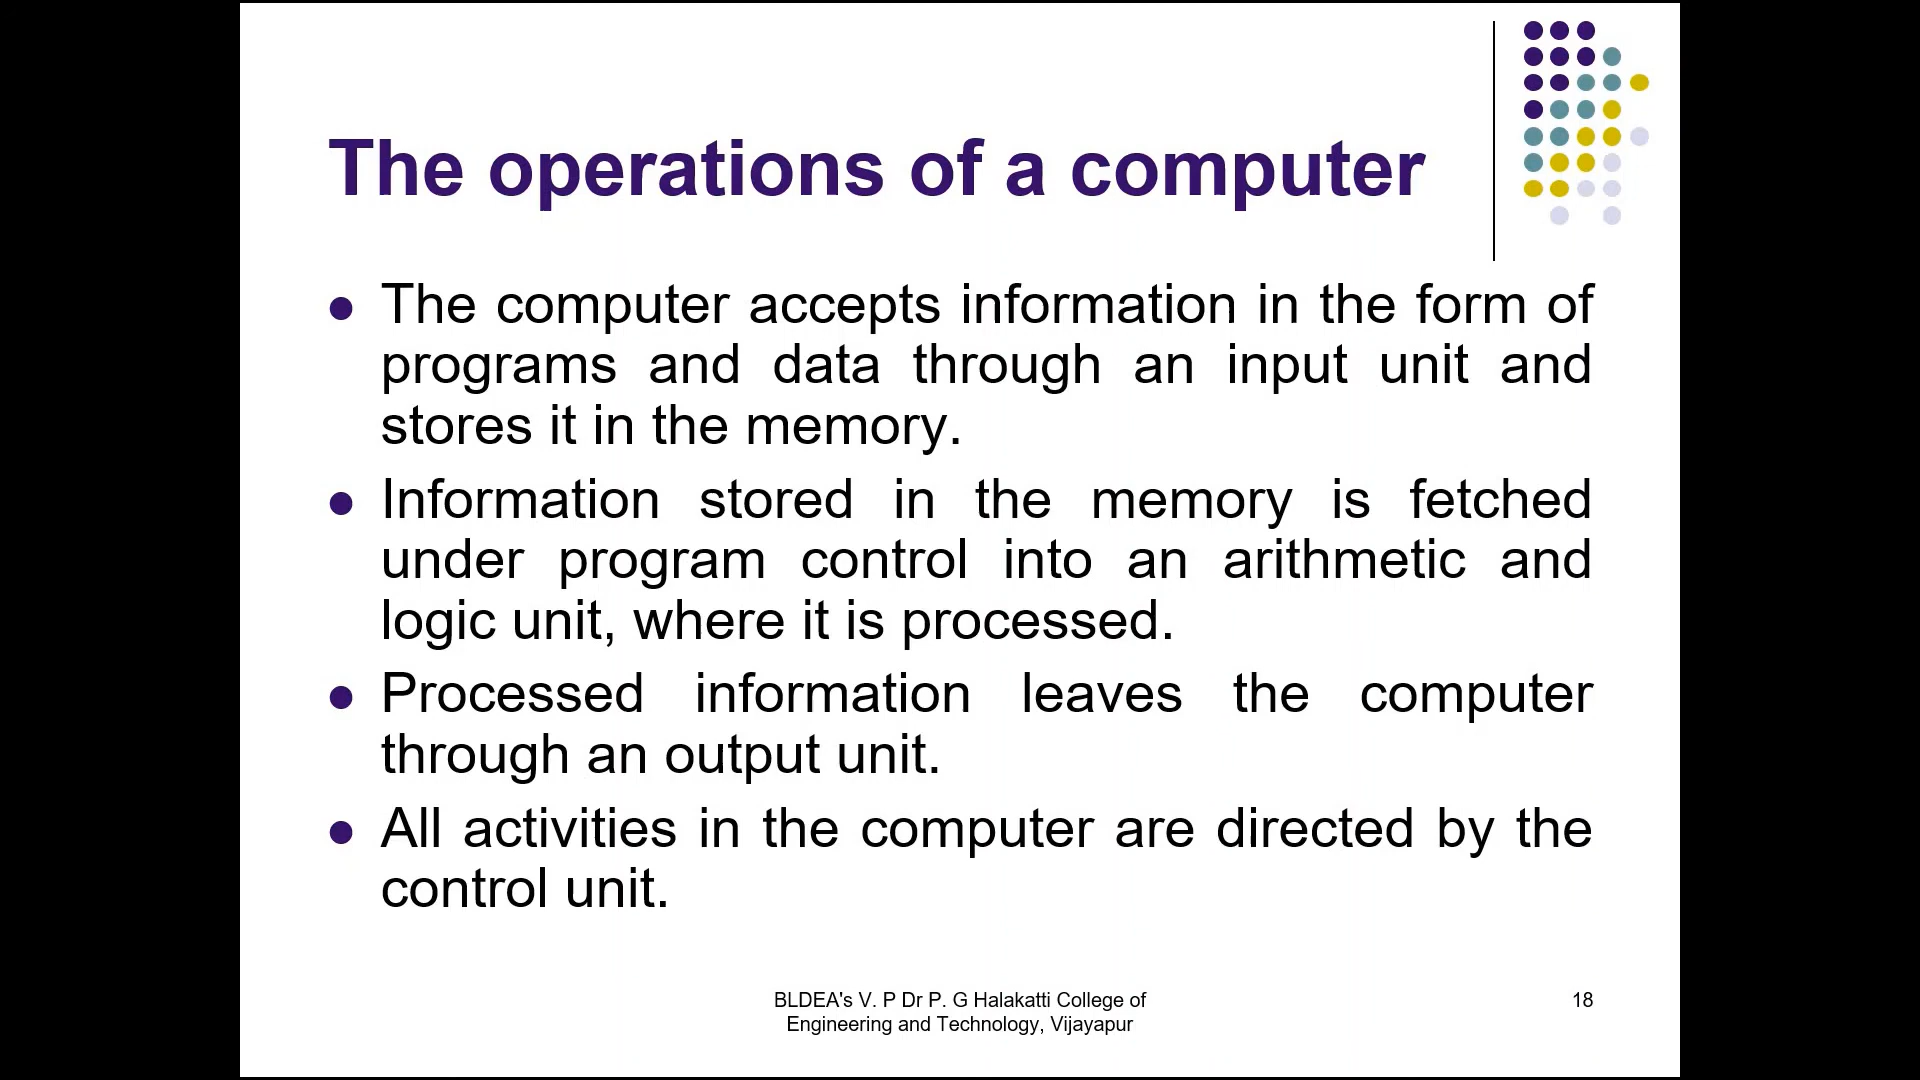 The operations of a computer
The computer accepts information in the form of
programs and data through an input unit and
stores it in the memory.
Information stored in the memory is fetched
under program control into an arithmetic and
logic unit, where it is processed.
Processed information leaves the computer
through an output unit.
All activities in the computer are directed by the
control unit.
BLDEA's V. P Dr P. G Halakatti College of
Engineering and Technology, Vijayapur
18